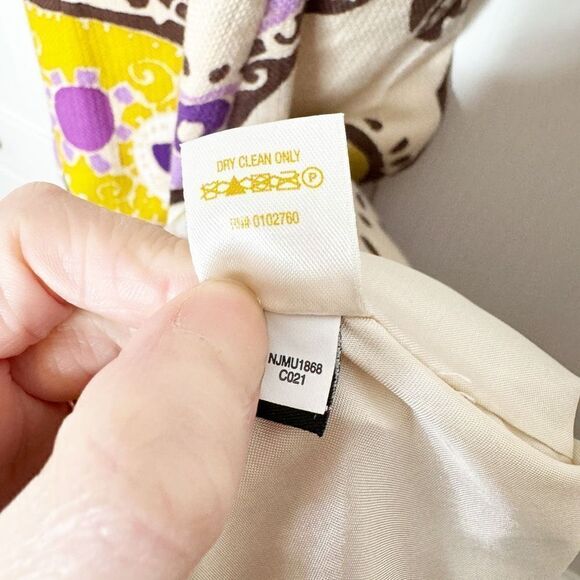 DRY CLEAN ONLY
P
RN# 0102760
NJMU1868
C021